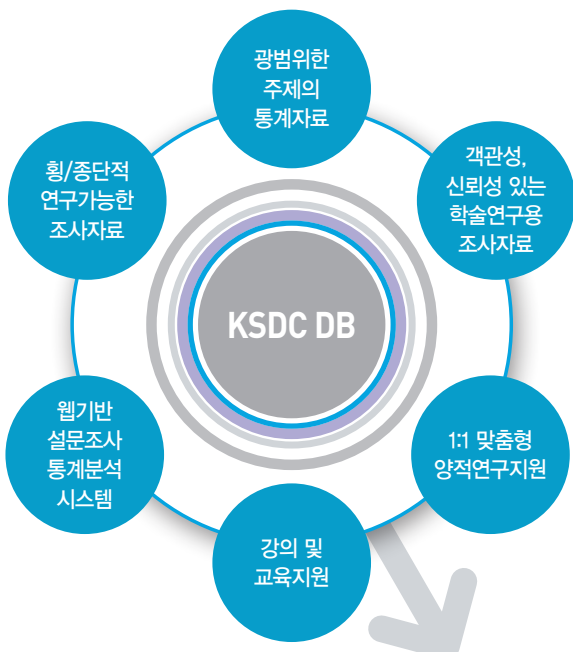 광범위한
주제의
통계자료
객관성,
신뢰성 있는
학술연구용
조사자료
1:1 맞춤형
양적연구지원
강의 및
교육지원
웹기반
설문조사
통계분석
시스템
횡/종단적
연구가능한
조사자료
KSDC DB